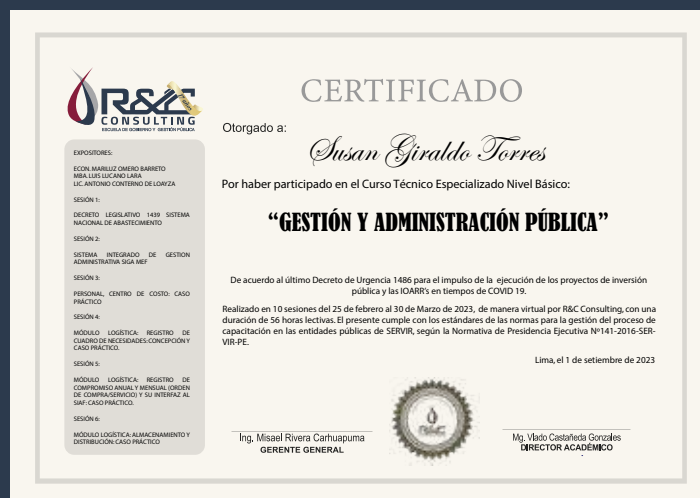 R&C
CONSULTING
ESCUELA DE GOBIERNO Y GESTIÓN PÚBLICA
CERTIFICADO
Otorgado a:
Susan Giraldo Torres
Por haber participado en el Curso Técnico Especializado Nivel Básico:
“GESTIÓN Y ADMINISTRACIÓN PÚBLICA”
De acuerdo al último Decreto de Urgencia 1486 para el impulso de la ejecución de los proyectos de inversión
pública y las IOARR's en tiempos de COVID 19.
Realizado en 10 sesiones del 25 de febrero al 30 de Marzo de 2023, de manera virtual por R&C Consulting, con una
duración de 56 horas lectivas. El presente cumple con los estándares de las normas para la gestión del proceso de
capacitación en las entidades públicas de SERVIR, según la Normativa de Presidencia Ejecutiva Nº141-2016-SER-
VIR-PE.
Lima, el 1 de setiembre de 2023
Ing, Misael Rivera Carhuapuma
GERENTE GENERAL
Mg. Vlado Castañeda Gonzales
DIRECTOR ACADÉMICO
EXPOSITORES:
ECON. MARILUZ OMERO BARRETO
MBA. LUIS LUCANO LARA
LIC. ANTONIO CONTERNO DE LOAYZA
SESIÓN 1:
DECRETO LEGISLATIVO 1439 SISTEMA
NACIONAL DE ABASTECIMIENTO
SESIÓN 2:
SISTEMA INTEGRADO DE GESTION
ADMINISTRATIVA SIGA MEF
SESIÓN 3:
PERSONAL, CENTRO DE COSTO: CASO
PRÁCTICO
SESIÓN 4:
MÓDULO LOGÍSTICA: REGISTRO DE
CUADRO DE NECESIDADES:CONCEPCIÓN Y
CASO PRÁCTICO.
SESIÓN 5:
MÓDULO LOGÍSTICA: REGISTRO DE
COMPROMISO ANUAL Y MENSUAL (ORDEN
DE COMPRA/SERVICIO) Y SU INTERFAZ AL
SIAF: CASO PRÁCTICO.
SESIÓN 6:
MÓDULO LOGÍSTICA: ALMACENAMIENTO Y
DISTRIBUCIÓN: CASO PRÁCTICO